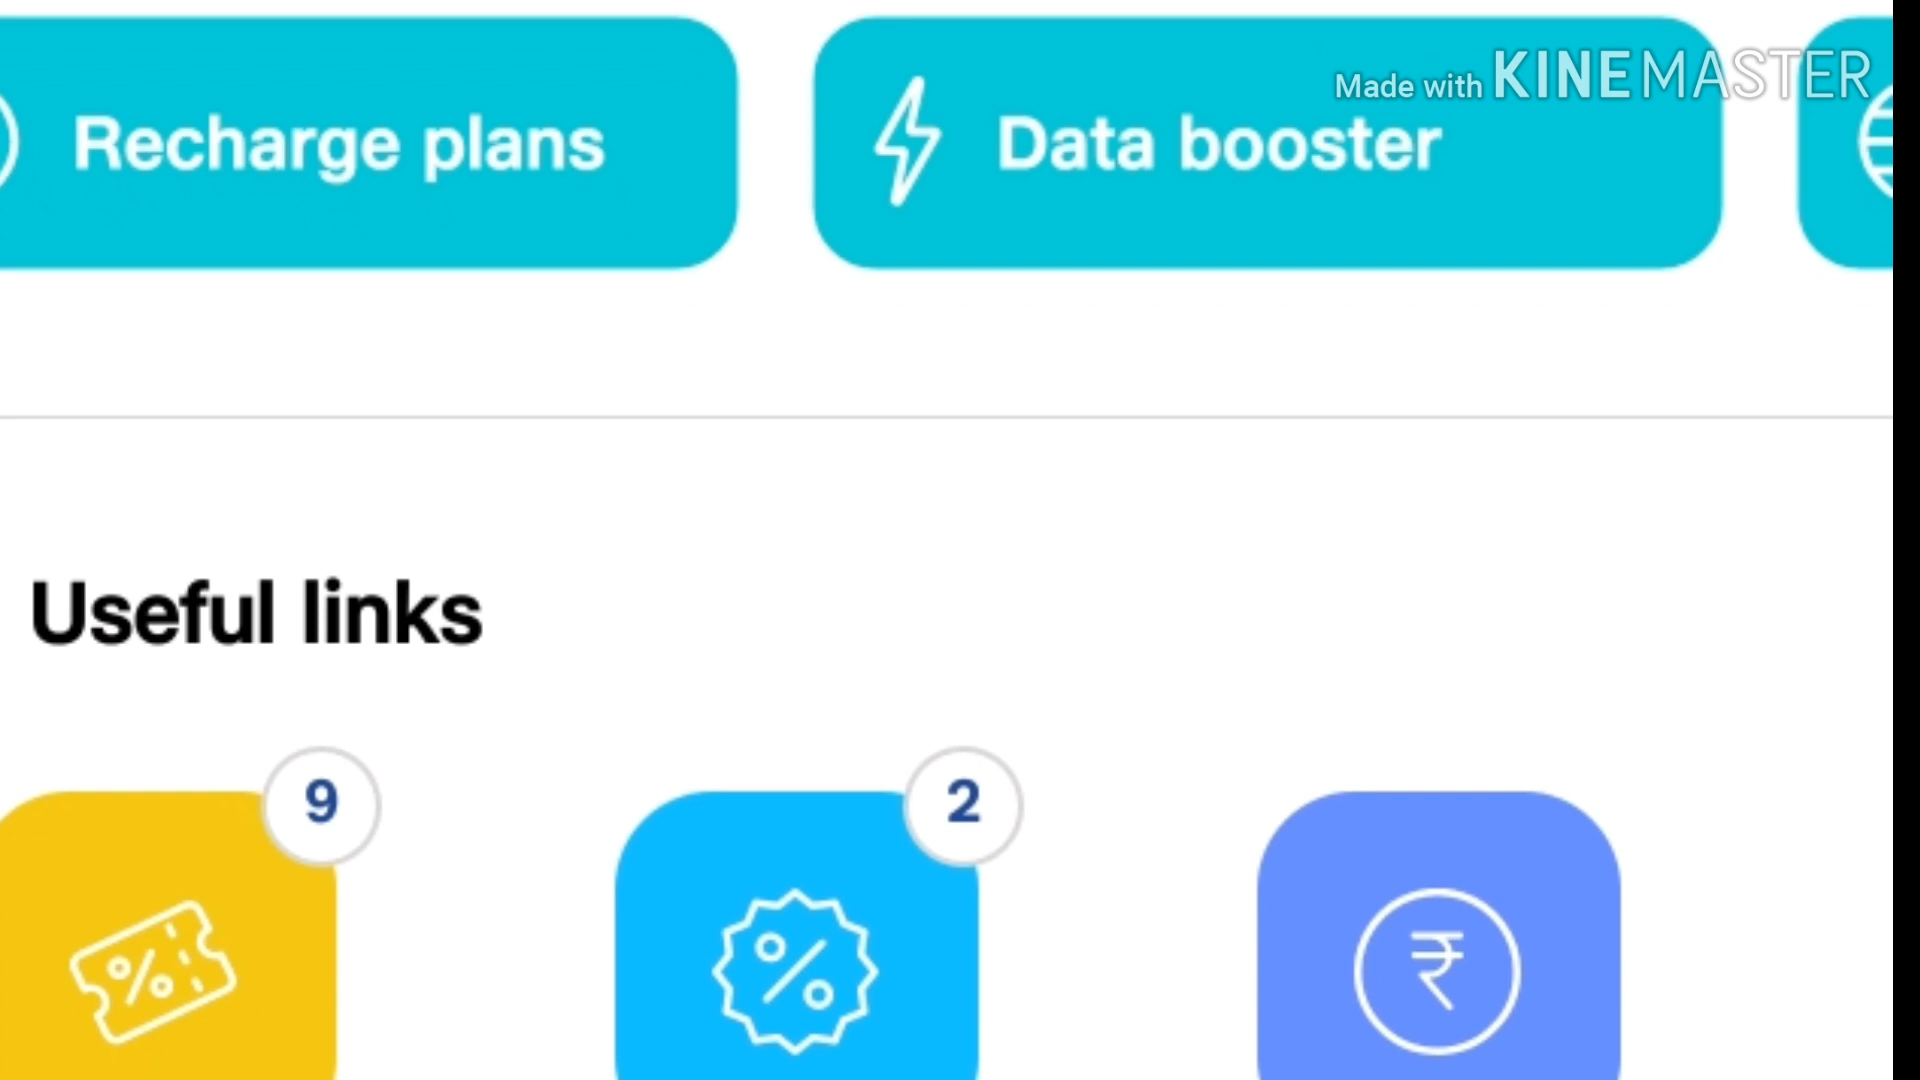 Made with KINEMASTER
Recharge plans
Data booster
Useful links
9
2
₹